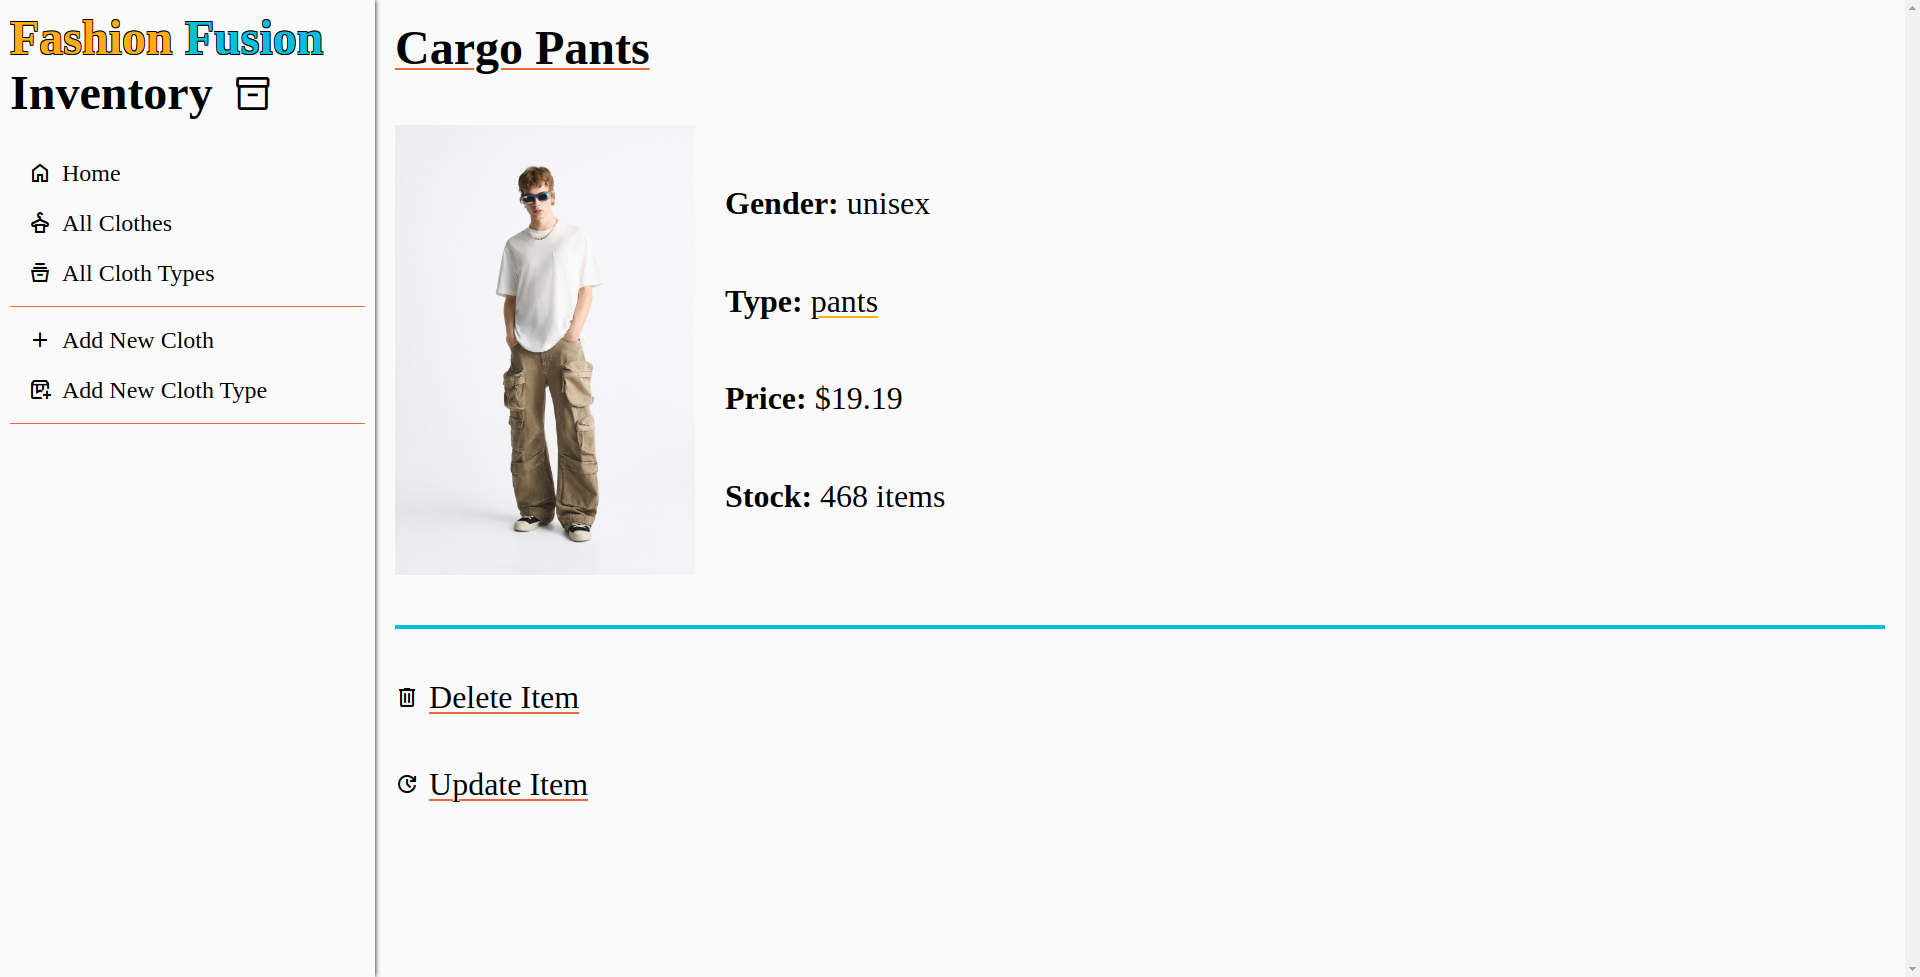 Fashion Fusion
Inventory
Home
All Clothes
All Cloth Types
Add New Cloth
Add New Cloth Type
Cargo Pants
Gender: unisex
Type: pants
Price: $19.19
Stock: 468 items
Delete Item
Update Item